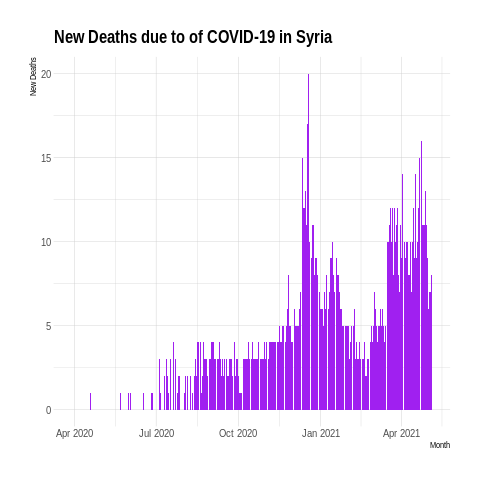 New Deaths due to of COVID-19 in Syria
New Deaths
20
15
10
5
0
Apr 2020 Jul 2020 Oct 2020 Jan 2021 Apr 2021
Month